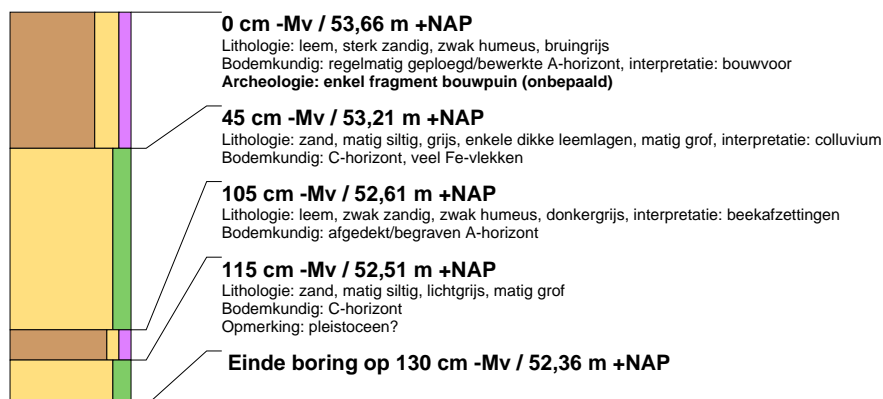 0 cm -Mv / 53,66 m +NAP
Lithologie: leem, sterk zandig, zwak humeus, bruingrijs
Bodemkundig: regelmatig geploegd/bewerkte A-horizont, interpretatie: bouwvoor
Archeologie: enkel fragment bouwpuin (onbepaald)
45 cm -Mv / 53,21 m +NAP
Lithologie: zand, matig siltig, grijs, enkele dikke leemlagen, matig grof, interpretatie: colluvium
Bodemkundig: C-horizont, veel Fe-vlekken
105 cm -Mv / 52,61 m +NAP
Lithologie: leem, zwak zandig, zwak humeus, donkergrijs, interpretatie: beekafzettingen
Bodemkundig: afgedekt/begraven A-horizont
115 cm -Mv / 52,51 m +NAP
Lithologie: zand, matig siltig, lichtgrijs, matig grof
Bodemkundig: C-horizont
Opmerking: pleistoceen?
Einde boring op 130 cm -Mv / 52,36 m +NAP